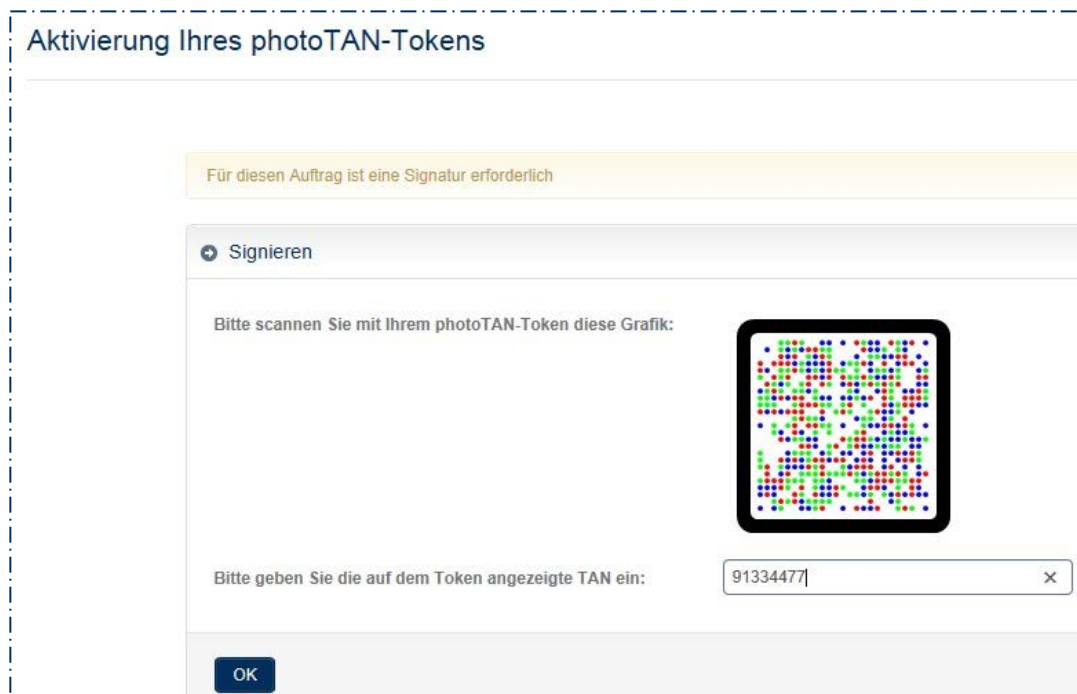 Aktivierung Ihres photoTAN-Tokens
Für diesen Auftrag ist eine Signatur erforderlich
Signieren
Bitte scannen Sie mit Ihrem photoTAN-Token diese Grafik:
Bitte geben Sie die auf dem Token angezeigte TAN ein:
91334477
OK